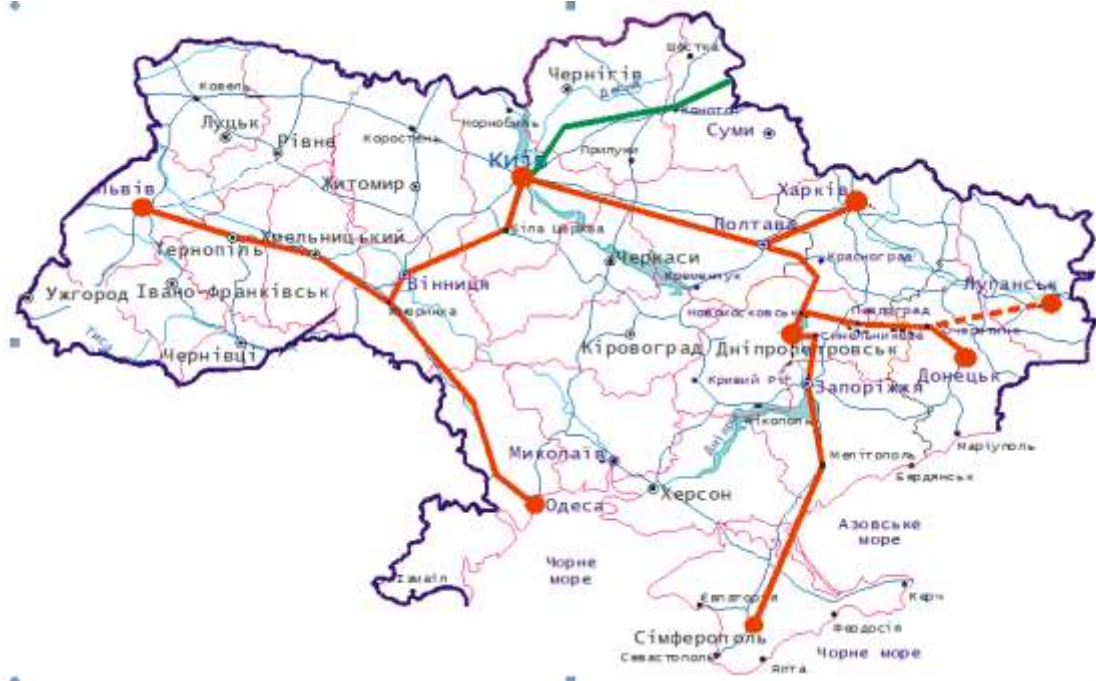 Шостка
Чернігів
Десна
Ковель
Конотоп
Чорнобиль
Луцьк
Рівне
Коростень
Суми
Прилуки
Київ
Житомир
Львів
Харків
Полтава
Біла Церква
Хмельницький
Тернопіль
Черкаси
Красноград
Кременчук
Вінниця
Луганськ
Ужгород
Івано-Франківськ
Жмеринка
Новомосковськ
Павлоград
Синельникове
Тиса
Чернівці
Кіровоград
Дніпропетровськ
Донецьк
Кривий Ріг
Запоріжжя
Нікополь
Маріуполь
Миколаїв
Мелітополь
Бердянськ
Херсон
Одеса
Азовське
море
Чорне
море
Ізмаїл
Євпаторія
Керч
Феодосія
Сімферополь
Севастополь
Чорне море
Ялта